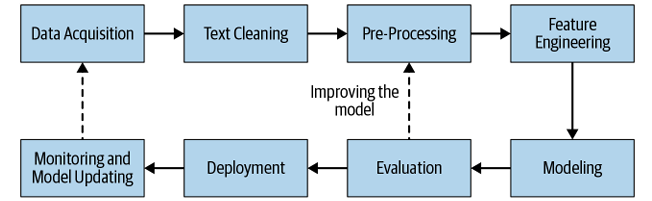 Data Acquisition
Text Cleaning
Pre-Processing
Feature
Engineering
Improving the
model
Monitoring and
Model Updating
Deployment
Evaluation
Modeling